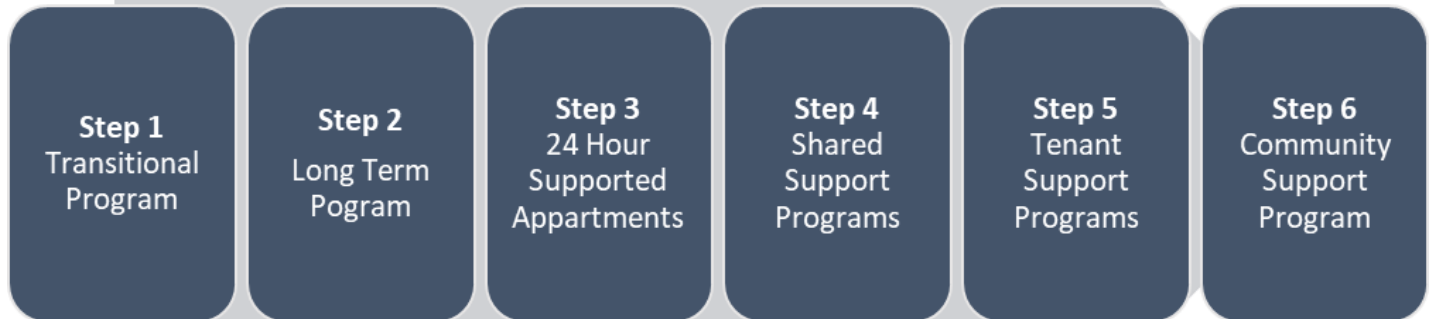 Step 1
Transitional
Program
Step 2
Long Term
Pogram
Step 3
24 Hour
Supported
Appartments
Step 4
Shared
Support
Programs
Step 5
Tenant
Support
Programs
Step 6
Community
Support
Program